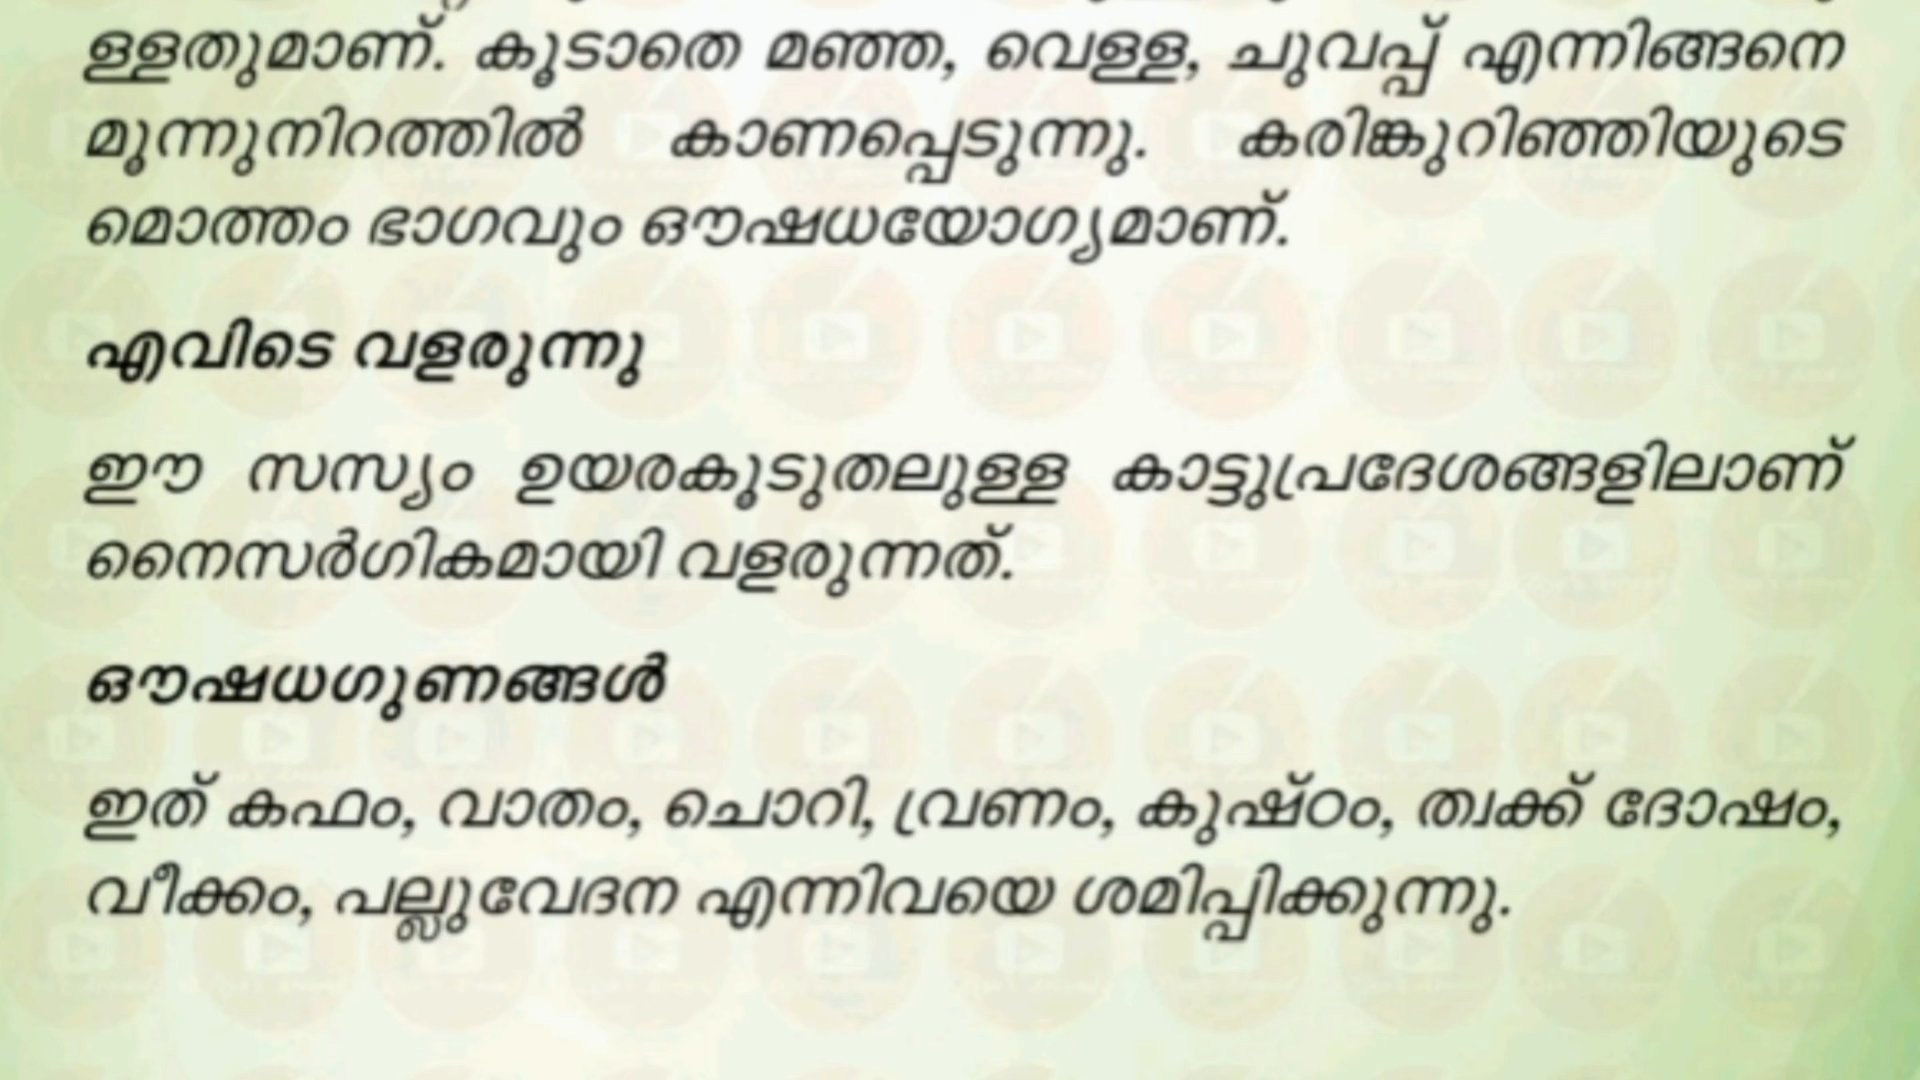 ള്ളതുമാണ്. കൂടാതെ മഞ്ഞ, വെള്ള, ചുവപ്പ് എന്നിങ്ങനെ
മൂന്നുനിറത്തിൽ കാണപ്പെടുന്നു. കരിങ്കുറിഞ്ഞിയുടെ
മൊത്തം ഭാഗവും ഔഷധയോഗ്യമാണ്.
എവിടെ വളരുന്നു
ഈ സസ്യം ഉയരകുടുതലുള്ള കാട്ടുപ്രദേശങ്ങളിലാണ്
നൈസർഗികമായി വളരുന്നത്.
ഔഷധഗുണങ്ങൾ
ഇത് കഫം, വാതം, ചൊറി, വ്രണം, കുഷ്ഠം, ത്വക്ക് ദോഷം,
വീക്കം, പല്ലുവേദന എന്നിവയെ ശമിപ്പിക്കുന്നു.